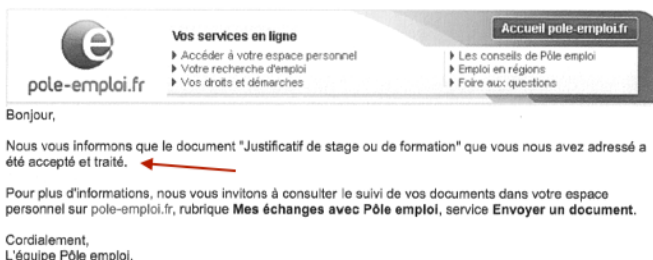 Accueil pole-emploi.fr
Vos services en ligne
Accéder à votre espace personnel
Votre recherche d'emploi
Vos droits et démarches
Les conseils de Pôle emploi
Emploi en régions
Foire aux questions
e
pole-emploi.fr
Bonjour,
Nous vous informons que le document "Justificatif de stage ou de formation" que vous nous avez adressé a
été accepté et traité.
Pour plus d'informations, nous vous invitons à consulter le suivi de vos documents dans votre espace
personnel sur pole-emploi.fr, rubrique Mes échanges avec Pôle emploi, service Envoyer un document.
Cordialement,
L'équipe Pôle emploi.